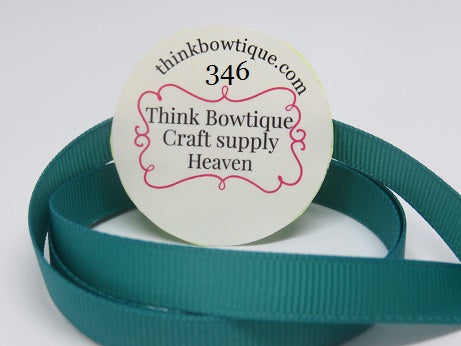 thinkbowtique.com
346
Think Bowtique
Craft supply
Heaven